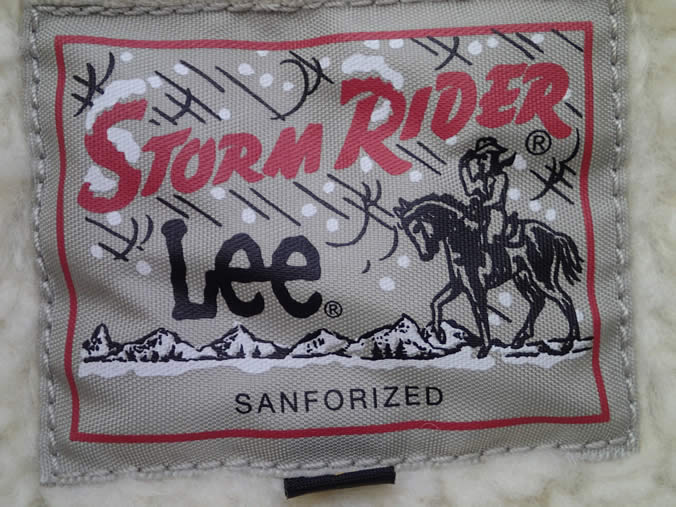 STORM RIDER ®
Lee ®
SANFORIZED